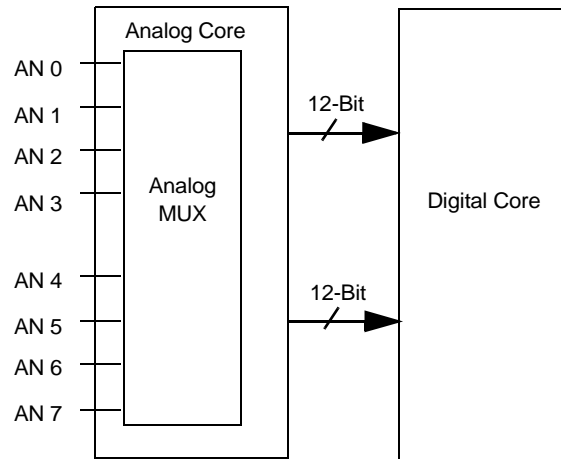 Analog Core
AN 0
AN 1
AN 2
AN 3
AN 4
AN 5
AN 6
AN 7
Analog
MUX
12-Bit
12-Bit
Digital Core